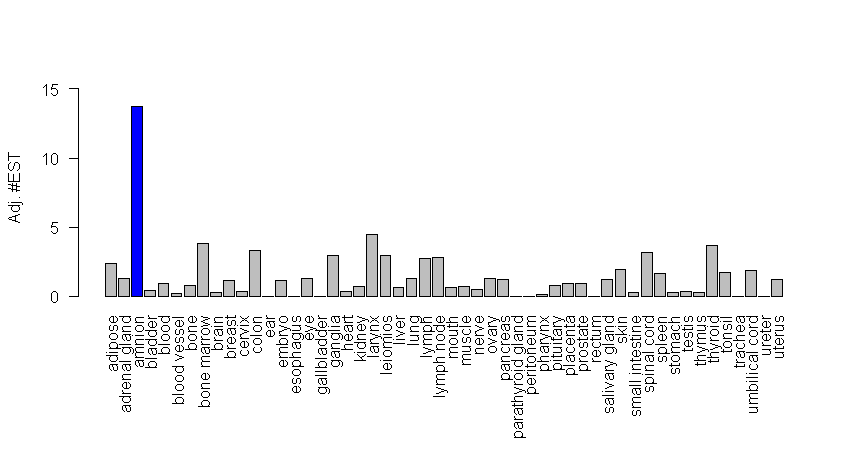 Adj. #EST
15
10
5
0
adipose
adrenal gland
amnion
bladder
blood
blood vessel
bone
bone marrow
brain
breast
cervix
colon
ear
embryo
esophagus
eye
gallbladder
ganglia
heart
kidney
larynx
leiomios
liver
lung
lymph
lymph node
mouth
muscle
nerve
ovary
pancreas
parathyroid gland
peritoneum
pharynx
pituitary
placenta
prostate
rectum
salivary gland
skin
small intestine
spinal cord
spleen
stomach
testis
thymus
thyroid
tonsil
trachea
umbilical cord
ureter
uterus